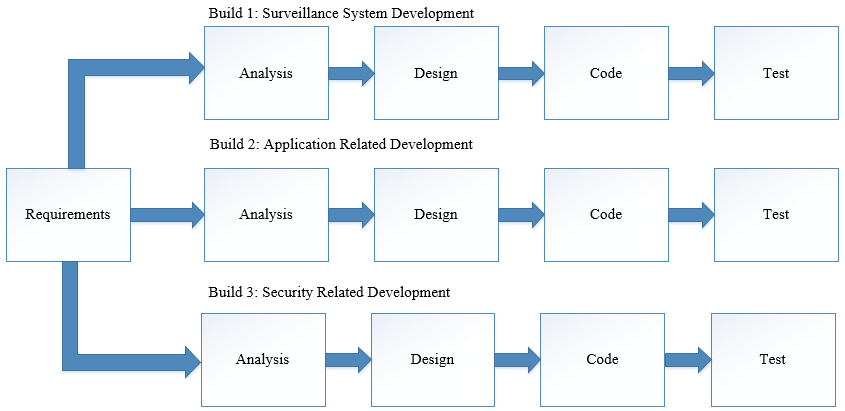 Build 1: Surveillance System Development
Analysis
Design
Code
Test
Build 2: Application Related Development
Requirements
Analysis
Design
Code
Test
Build 3: Security Related Development
Analysis
Design
Code
Test